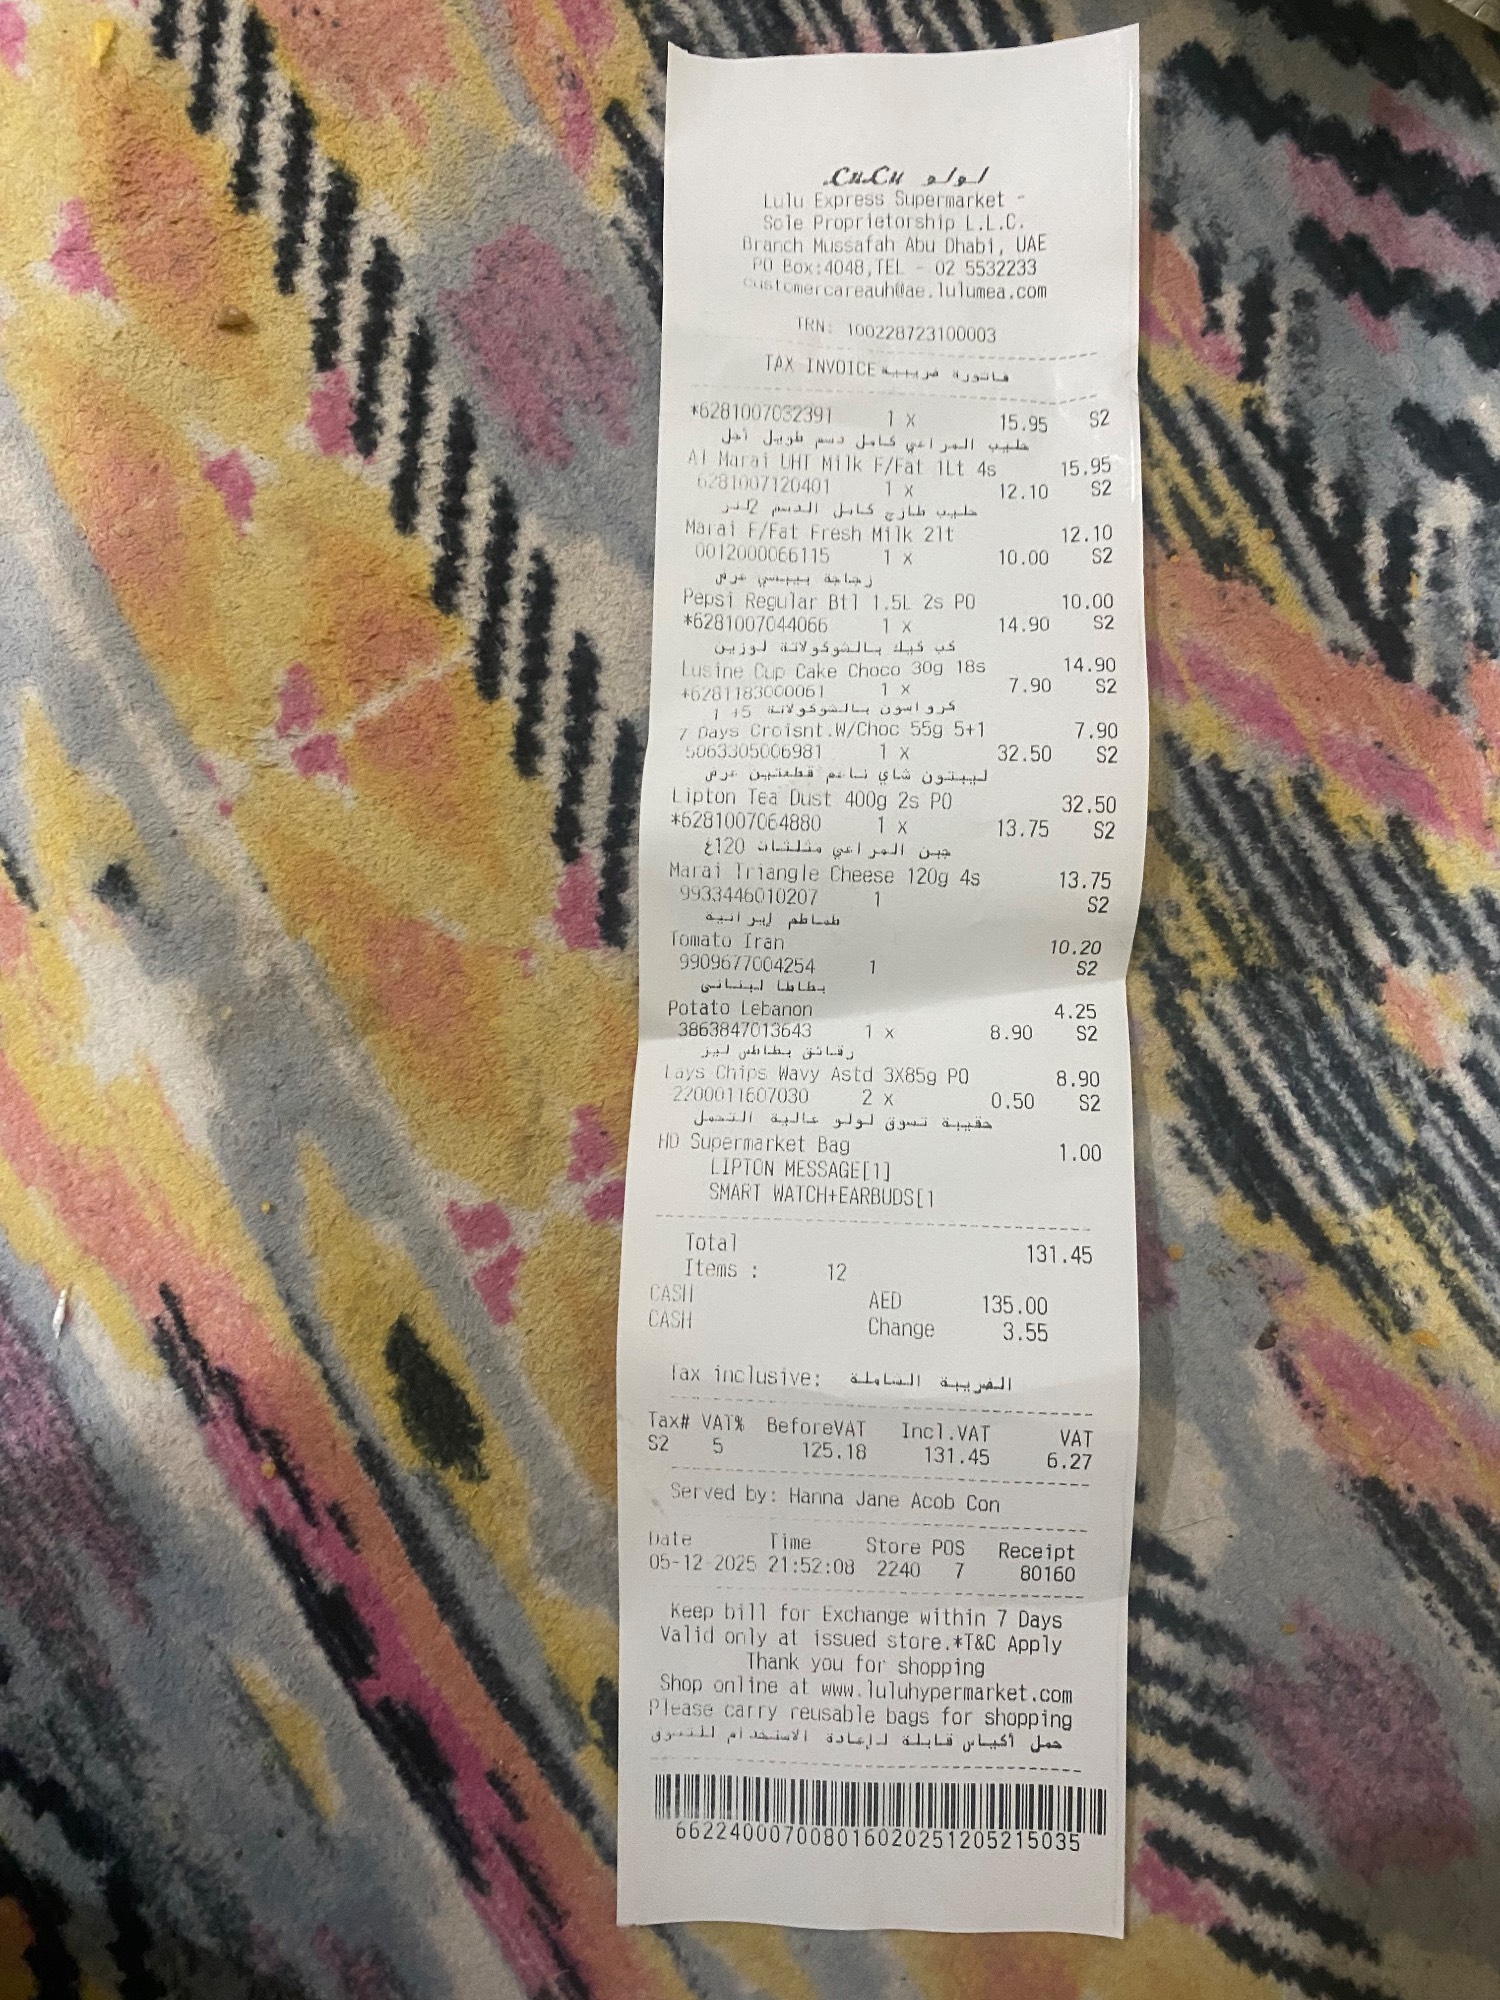 LuLu لولو
Lulu Express Supermarket -
Sole Proprietorship L.L.C.
Branch Mussafah Abu Dhabi, UAE
PO Box:4048,TEL - 02 5532233
customercareauh@ae.lulumea.com
TRN: 100228723100003
TAX INVOICE فاتورة ضريبية
*6281007032391 1 x 15.95 S2
حليب المراعي كامل دسم طويل أجل
Al Marai UHT Milk F/Fat 1Lt 4s 15.95
6281007120401 1 x 12.10 S2
حليب طازج كامل الدسم 2لتر
Marai F/Fat Fresh Milk 2lt 12.10
0012000066115 1 x 10.00 S2
زجاجة بيبسي عرض
Pepsi Regular Btl 1.5L 2s PO 10.00
*6281007044066 1 x 14.90 S2
كب كيك بالشوكولاتة لوزين
Lusine Cup Cake Choco 30g 18s 14.90
+6281183000061 1 x 7.90 S2
كرواسون بالشوكولاتة 5+ 1
7 Days Croisnt.W/Choc 55g 5+1 7.90
5063305006981 1 x 32.50 S2
ليبتون شاي ناعم قطعتين عرض
Lipton Tea Dust 400g 2s PO 32.50
*6281007064880 1 x 13.75 S2
جبن المراعي مثلثات 120غ
Marai Triangle Cheese 120g 4s 13.75
9933446010207 1 S2
طماطم إيرانية
Tomato Iran 10.20
9909677004254 1 S2
بطاطا لبناني
Potato Lebanon 4.25
3863847013643 1 x 8.90 S2
رقائق بطاطس ليز
Lays Chips Wavy Astd 3X85g PO 8.90
2200011607030 2 x 0.50 S2
حقيبة تسوق لولو عالية التحمل
HD Supermarket Bag 1.00
LIPTON MESSAGE[1]
SMART WATCH+EARBUDS[1
Total 131.45
Items : 12
CASH AED 135.00
CASH Change 3.55
Tax inclusive: الضريبة الشاملة
Tax# VAT% BeforeVAT Incl.VAT VAT
S2 5 125.18 131.45 6.27
Served by: Hanna Jane Acob Con
Date Time Store POS Receipt
05-12-2025 21:52:08 2240 7 80160
Keep bill for Exchange within 7 Days
Valid only at issued store.*T&C Apply
Thank you for shopping
Shop online at www.luluhypermarket.com
Please carry reusable bags for shopping
حمل أكياس قابلة لإعادة الاستخدام للتسوق
66224000700801602025120521​5035